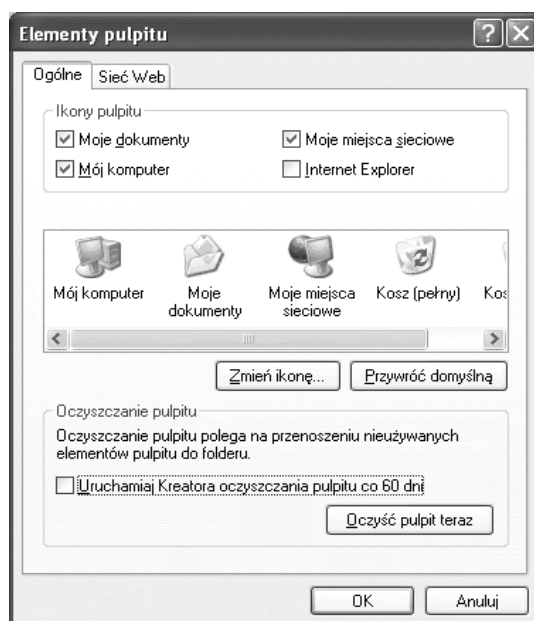 Elementy pulpitu
Ogólne Sieć Web
Ikony pulpitu
Moje dokumenty Moje miejsca sieciowe
Mój komputer Internet Explorer
Mój komputer Moje dokumenty Moje miejsca sieciowe Kosz (pełny) Kos
Zmień ikonę... Przywróć domyślną
Oczyszczanie pulpitu
Oczyszczanie pulpitu polega na przenoszeniu nieużywanych
elementów pulpitu do folderu.
Uruchamiaj Kreatora oczyszczania pulpitu co 60 dni
Oczyść pulpit teraz
OK Anuluj